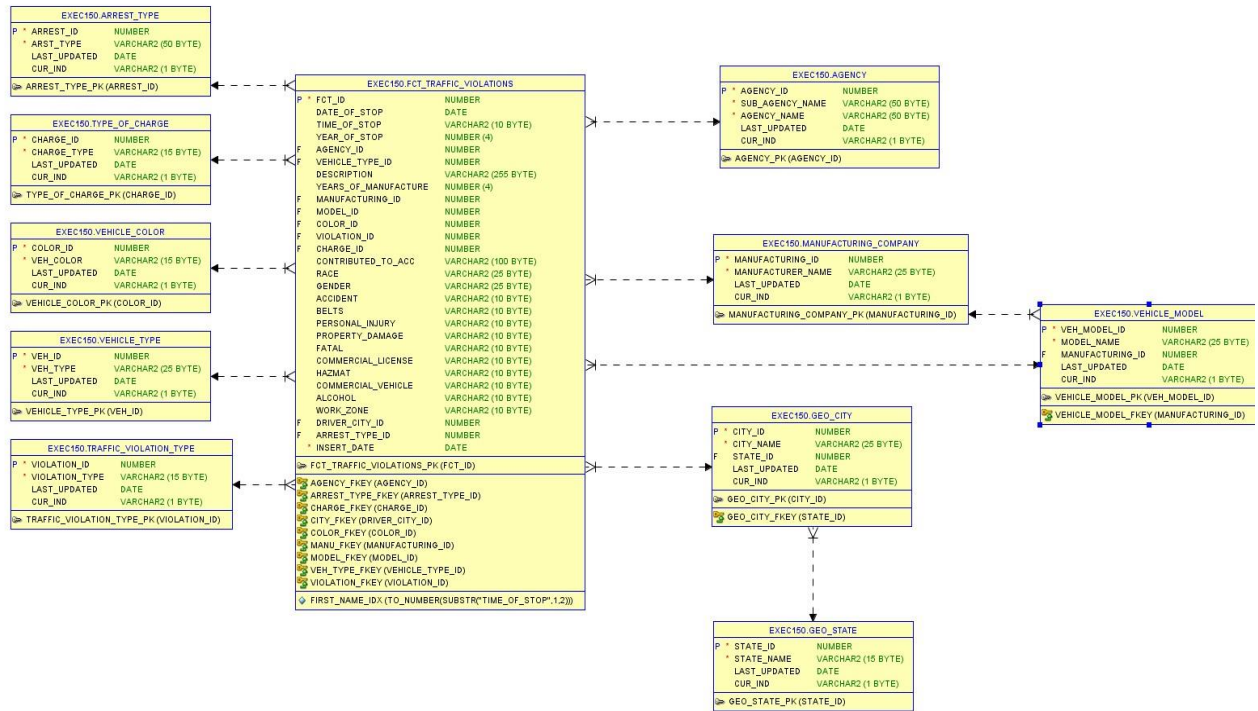 EXEC150.ARREST_TYPE
P * ARREST_ID NUMBER
* ARST_TYPE VARCHAR2 (50 BYTE)
LAST_UPDATED DATE
CUR_IND VARCHAR2 (1 BYTE)
ARREST_TYPE_PK (ARREST_ID)
EXEC150.TYPE_OF_CHARGE
P * CHARGE_ID NUMBER
* CHARGE_TYPE VARCHAR2 (15 BYTE)
LAST_UPDATED DATE
CUR_IND VARCHAR2 (1 BYTE)
TYPE_OF_CHARGE_PK (CHARGE_ID)
EXEC150.VEHICLE_COLOR
P * COLOR_ID NUMBER
* VEH_COLOR VARCHAR2 (15 BYTE)
LAST_UPDATED DATE
CUR_IND VARCHAR2 (1 BYTE)
VEHICLE_COLOR_PK (COLOR_ID)
EXEC150.VEHICLE_TYPE
P * VEH_ID NUMBER
* VEH_TYPE VARCHAR2 (25 BYTE)
LAST_UPDATED DATE
CUR_IND VARCHAR2 (1 BYTE)
VEHICLE_TYPE_PK (VEH_ID)
EXEC150.TRAFFIC_VIOLATION_TYPE
P * VIOLATION_ID NUMBER
* VIOLATION_TYPE VARCHAR2 (15 BYTE)
LAST_UPDATED DATE
CUR_IND VARCHAR2 (1 BYTE)
TRAFFIC_VIOLATION_TYPE_PK (VIOLATION_ID)
EXEC150.FCT_TRAFFIC_VIOLATIONS
P * FCT_ID NUMBER
DATE_OF_STOP DATE
TIME_OF_STOP VARCHAR2 (10 BYTE)
YEAR_OF_STOP NUMBER (4)
F AGENCY_ID NUMBER
F VEHICLE_TYPE_ID NUMBER
DESCRIPTION VARCHAR2 (255 BYTE)
YEARS_OF_MANUFACTURE NUMBER (4)
F MANUFACTURING_ID NUMBER
F MODEL_ID NUMBER
F COLOR_ID NUMBER
F VIOLATION_ID NUMBER
F CHARGE_ID NUMBER
CONTRIBUTED_TO_ACC VARCHAR2 (100 BYTE)
RACE VARCHAR2 (25 BYTE)
GENDER VARCHAR2 (25 BYTE)
ACCIDENT VARCHAR2 (10 BYTE)
BELTS VARCHAR2 (10 BYTE)
PERSONAL_INJURY VARCHAR2 (10 BYTE)
PROPERTY_DAMAGE VARCHAR2 (10 BYTE)
FATAL VARCHAR2 (10 BYTE)
COMMERCIAL_LICENSE VARCHAR2 (10 BYTE)
HAZMAT VARCHAR2 (10 BYTE)
COMMERCIAL_VEHICLE VARCHAR2 (10 BYTE)
ALCOHOL VARCHAR2 (10 BYTE)
WORK_ZONE VARCHAR2 (10 BYTE)
F DRIVER_CITY_ID NUMBER
F ARREST_TYPE_ID NUMBER
* INSERT_DATE DATE
FCT_TRAFFIC_VIOLATIONS_PK (FCT_ID)
AGENCY_FKEY (AGENCY_ID)
ARREST_TYPE_FKEY (ARREST_TYPE_ID)
CHARGE_FKEY (CHARGE_ID)
CITY_FKEY (DRIVER_CITY_ID)
COLOR_FKEY (COLOR_ID)
MANU_FKEY (MANUFACTURING_ID)
MODEL_FKEY (MODEL_ID)
VEH_TYPE_FKEY (VEHICLE_TYPE_ID)
VIOLATION_FKEY (VIOLATION_ID)
FIRST_NAME_IDX (TO_NUMBER(SUBSTR("TIME_OF_STOP",1,2)))
EXEC150.AGENCY
P * AGENCY_ID NUMBER
* SUB_AGENCY_NAME VARCHAR2 (50 BYTE)
* AGENCY_NAME VARCHAR2 (50 BYTE)
LAST_UPDATED DATE
CUR_IND VARCHAR2 (1 BYTE)
AGENCY_PK (AGENCY_ID)
EXEC150.MANUFACTURING_COMPANY
P * MANUFACTURING_ID NUMBER
* MANUFACTURER_NAME VARCHAR2 (25 BYTE)
LAST_UPDATED DATE
CUR_IND VARCHAR2 (1 BYTE)
MANUFACTURING_COMPANY_PK (MANUFACTURING_ID)
EXEC150.VEHICLE_MODEL
P * VEH_MODEL_ID NUMBER
* MODEL_NAME VARCHAR2 (25 BYTE)
F MANUFACTURING_ID NUMBER
LAST_UPDATED DATE
CUR_IND VARCHAR2 (1 BYTE)
VEHICLE_MODEL_PK (VEH_MODEL_ID)
VEHICLE_MODEL_FKEY (MANUFACTURING_ID)
EXEC150.GEO_CITY
P * CITY_ID NUMBER
* CITY_NAME VARCHAR2 (25 BYTE)
F STATE_ID NUMBER
LAST_UPDATED DATE
CUR_IND VARCHAR2 (1 BYTE)
GEO_CITY_PK (CITY_ID)
GEO_CITY_FKEY (STATE_ID)
EXEC150.GEO_STATE
P * STATE_ID NUMBER
* STATE_NAME VARCHAR2 (15 BYTE)
LAST_UPDATED DATE
CUR_IND VARCHAR2 (1 BYTE)
GEO_STATE_PK (STATE_ID)